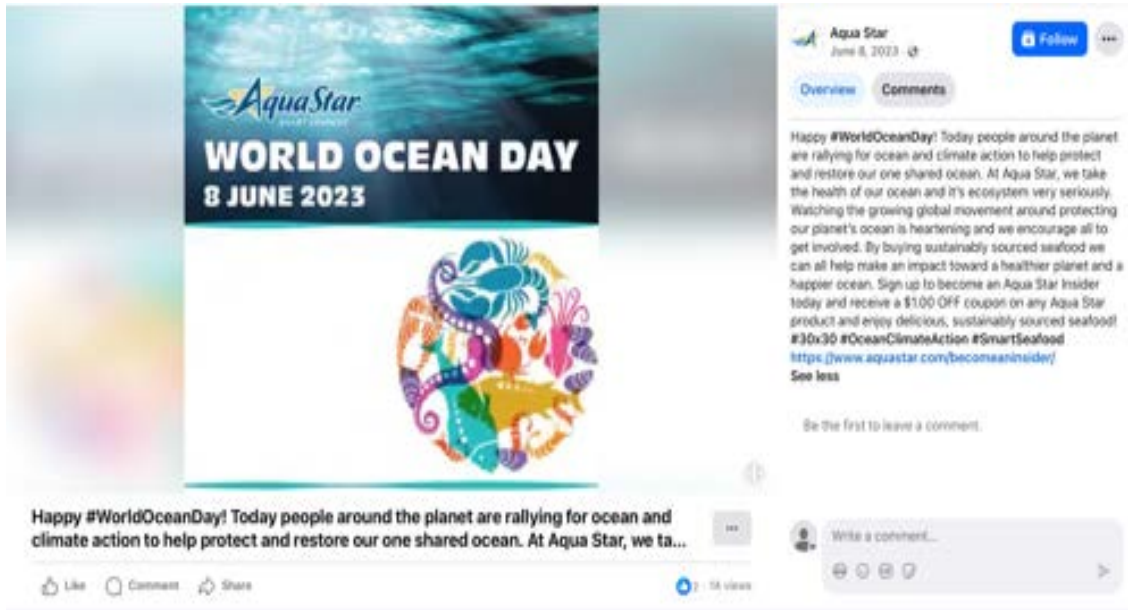 AquaStar
WORLD OCEAN DAY
8 JUNE 2023
Happy #WorldOceanDay! Today people around the planet are rallying for ocean and
climate action to help protect and restore our one shared ocean. At Aqua Star, we ta...
Like Comment Share
views
Aqua Star
June 8, 2023
Follow
Overview Comments
Happy #WorldOceanDay! Today people around the planet
are rallying for ocean and climate action to help protect
and restore our one shared ocean. At Aqua Star, we take
the health of our ocean and it's ecosystem very seriously.
Watching the growing global movement around protecting
our planet's ocean is heartening and we encourage all to
get involved. By buying sustainably sourced seafood we
can all help make an impact toward a healthier planet and a
happier ocean. Sign up to become an Aqua Star Insider
today and receive a $1.00 OFF coupon on any Aqua Star
product and enjoy delicious, sustainably sourced seafood!
#30x30 #OceanClimateAction #SmartSeafood
https://www.aquastar.com/becomeaninsider/
See less
Be the first to leave a comment.
Write a comment...